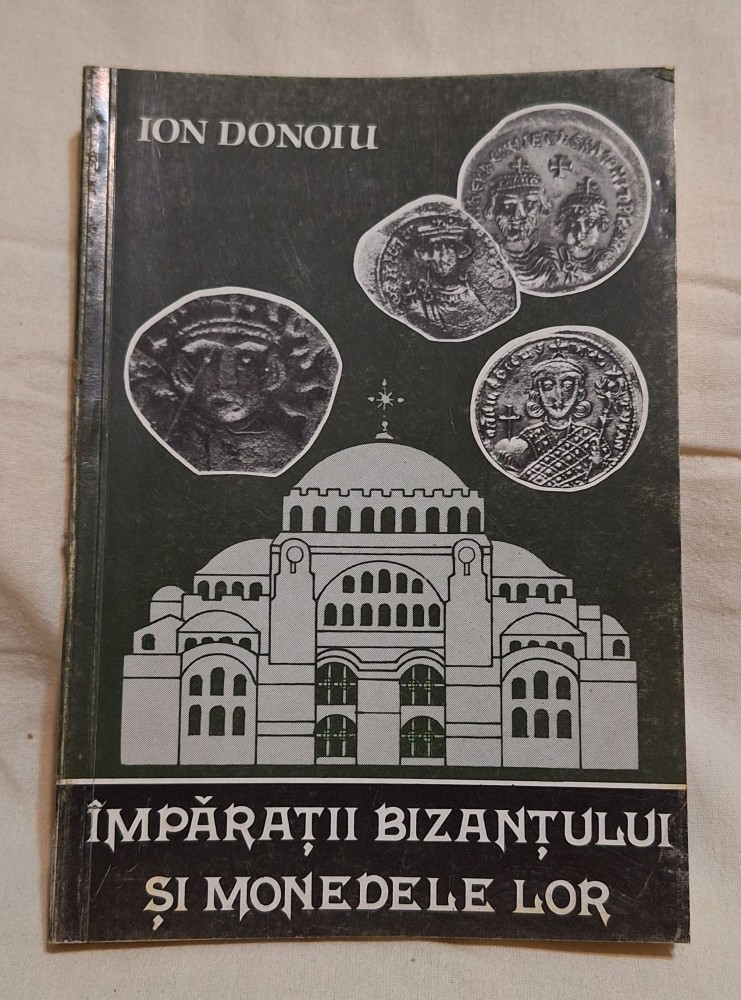 ION DONOIU
ÎMPĂRAȚII BIZANȚULUI
ȘI MONEDELE LOR